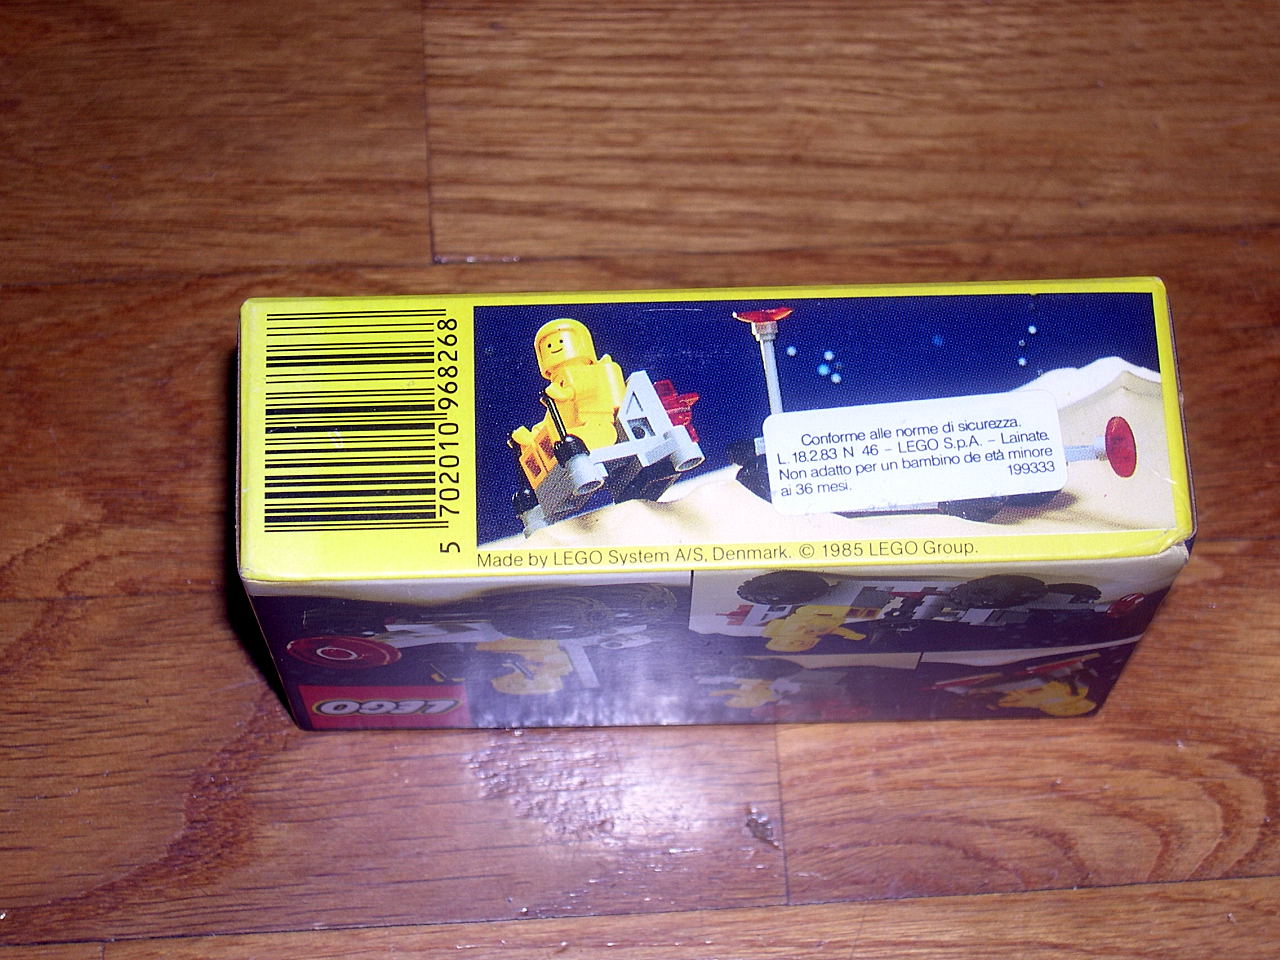 5 702010 968268
Conforme alle norme di sicurezza.
L. 18.2.83 N 46 - LEGO S.p.A. - Lainate.
Non adatto per un bambino de età minore
ai 36 mesi. 199333
Made by LEGO System A/S, Denmark. © 1985 LEGO Group.
LEGO